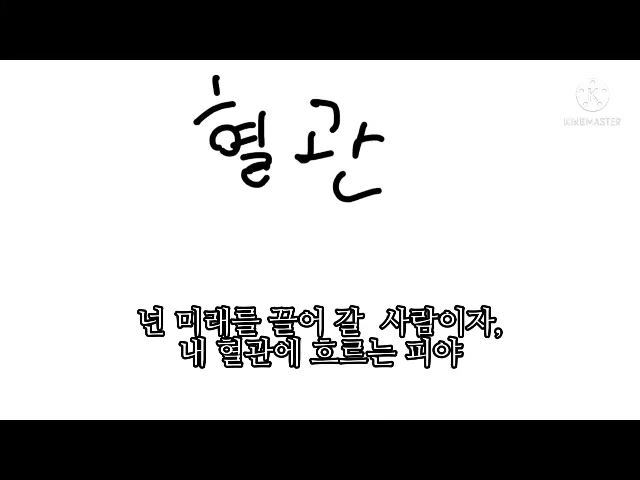 혈관
KINEMASTER
넌 미래를 끌어 갈 사람이자,
내 혈관에 흐르는 피야